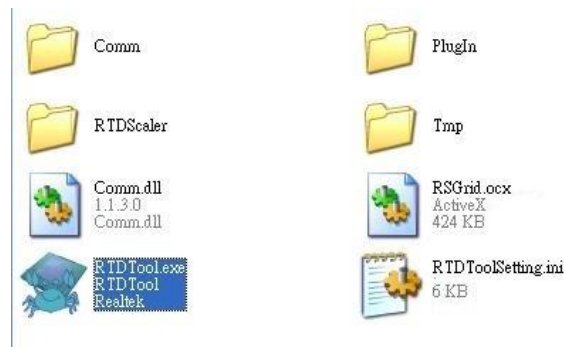 Comm
PlugIn
RTDScaler
Tmp
Comm.dll
1.1.3.0
Comm.dll
RSGrid.ocx
ActiveX
424 KB
RTDTool.exe
RTDTool
Realtek
RTDToolSetting.ini
6 KB